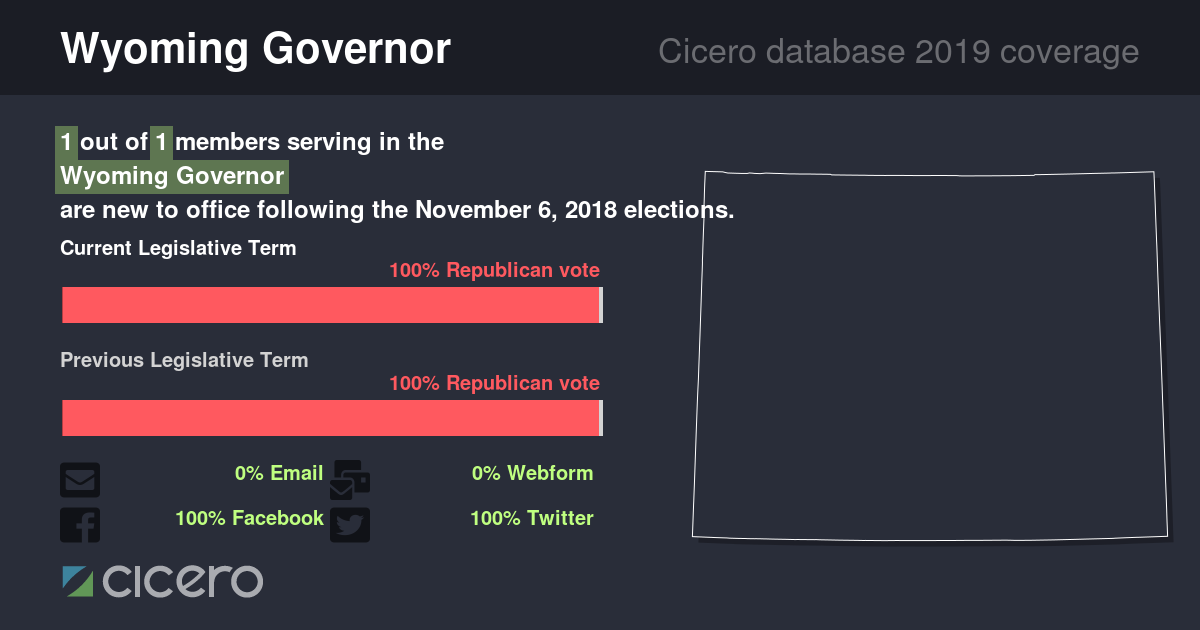 Wyoming Governor
Cicero database 2019 coverage
1 out of 1 members serving in the
Wyoming Governor
are new to office following the November 6, 2018 elections.
Current Legislative Term
100% Republican vote
Previous Legislative Term
100% Republican vote
0% Email
0% Webform
100% Facebook
100% Twitter
cicero